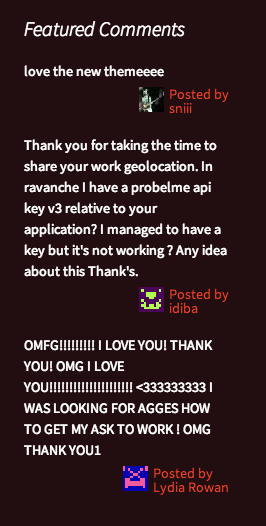 Featured Comments
love the new themeeee
Posted by
sniii
Thank you for taking the time to
share your work geolocation. In
ravanche I have a probelme api
key v3 relative to your
application? I managed to have a
key but it's not working ? Any idea
about this Thank's.
Posted by
idiba
OMFG!!!!!!!!! I LOVE YOU! THANK
YOU! OMG I LOVE
YOU!!!!!!!!!!!!!!!!!!!!! <333333333 I
WAS LOOKING FOR AGGES HOW
TO GET MY ASK TO WORK ! OMG
THANK YOU1
Posted by
Lydia Rowan